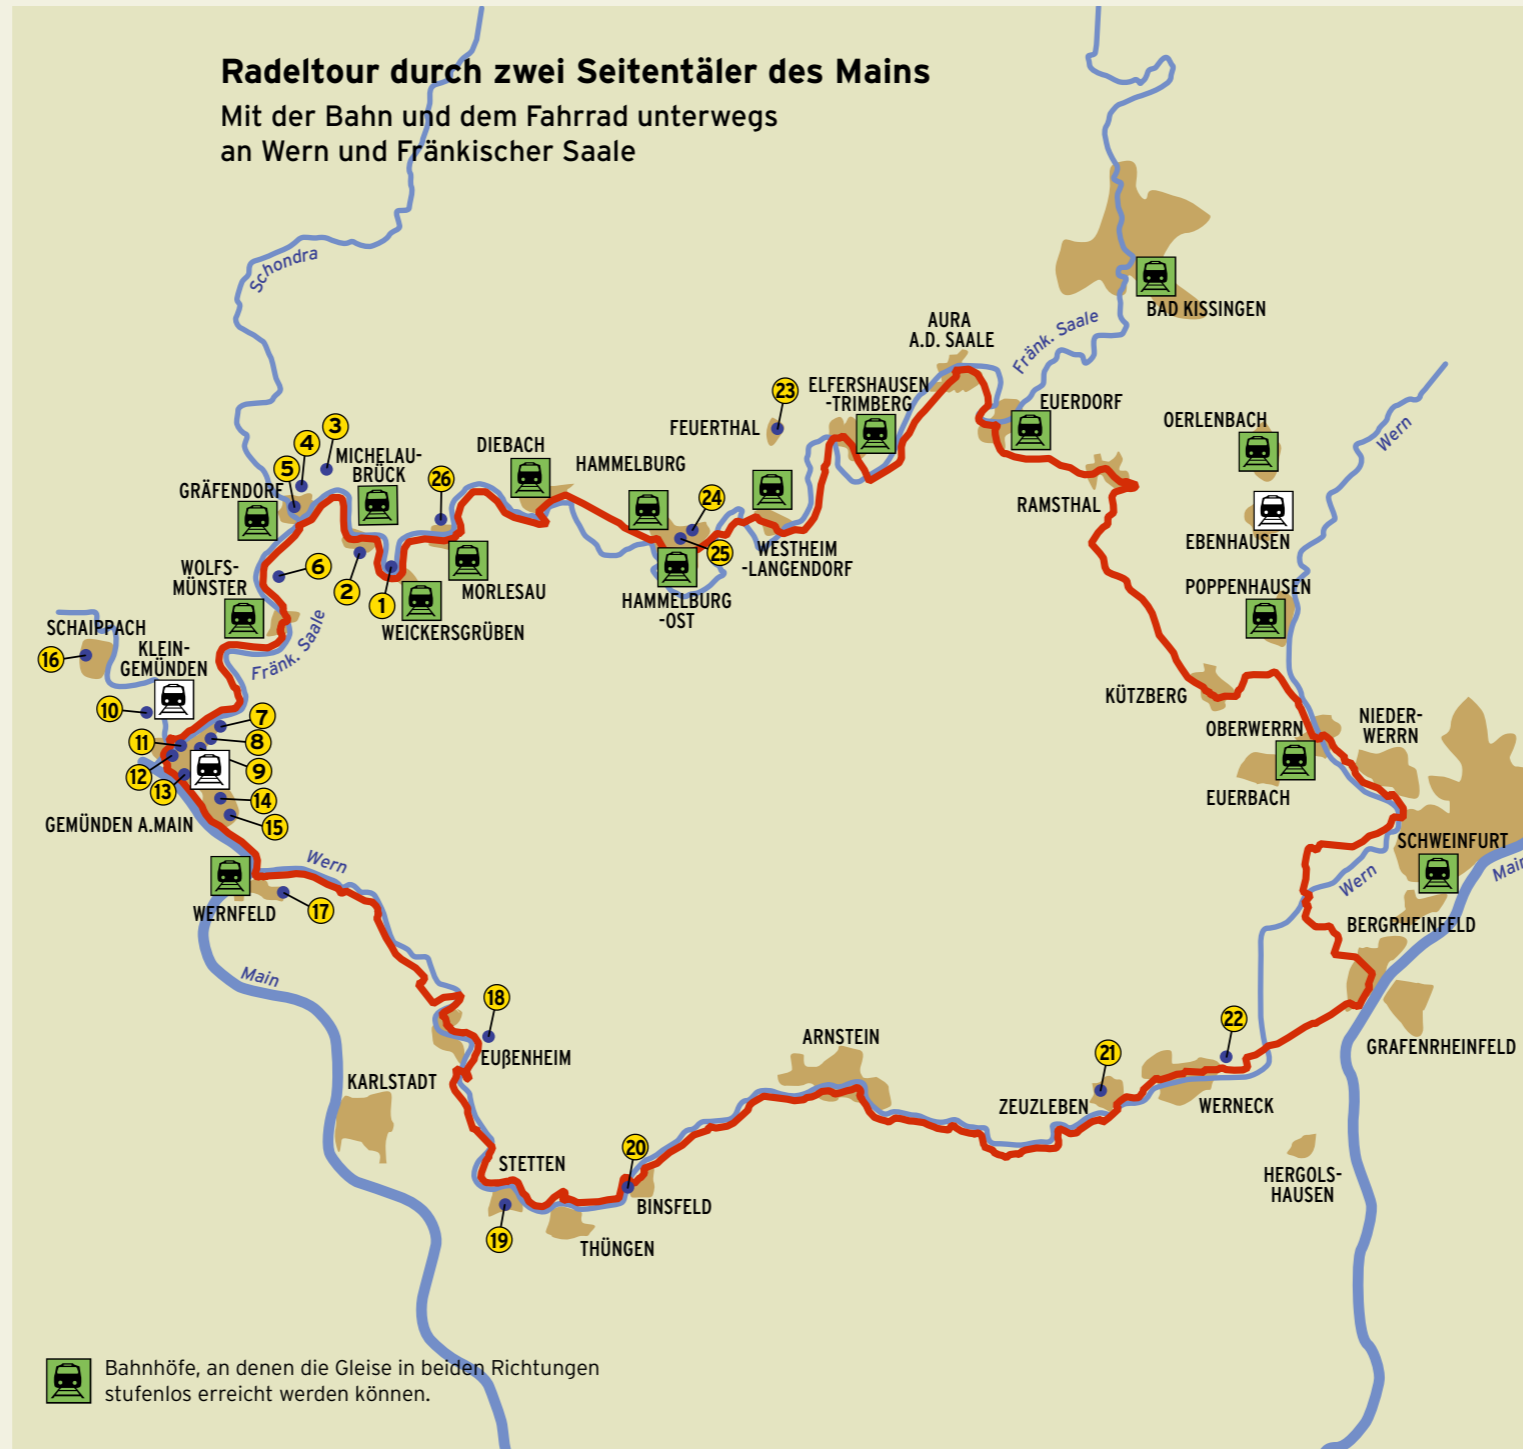 Radeltour durch zwei Seitentäler des Mains
Mit der Bahn und dem Fahrrad unterwegs
an Wern und Fränkischer Saale
Schondra
BAD KISSINGEN
Fränk. Saale
AURA
A.D. SAALE
23
ELFERSHAUSEN
-TRIMBERG
FEUERTHAL
EUERDORF
OERLENBACH
Wern
3
4
5
MICHELAU-
BRÜCK
DIEBACH
HAMMELBURG
26
GRÄFENDORF
24
25
RAMSTHAL
EBENHAUSEN
WESTHEIM
-LANGENDORF
WOLFS-
MÜNSTER
6
2
1
MORLESAU
HAMMELBURG
-OST
POPPENHAUSEN
WEICKERSGRÜBEN
SCHAIPPACH
16
KLEIN-
GEMÜNDEN
Fränk. Saale
KÜTZBERG
10
7
11
8
12
9
13
14
15
GEMÜNDEN A.MAIN
OBERWERRN
NIEDER-
WERRN
EUERBACH
SCHWEINFURT
Main
Wern
Wern
WERNFELD
17
BERGRHEINFELD
Main
18
EUßENHEIM
ARNSTEIN
22
21
GRAFENRHEINFELD
KARLSTADT
ZEUZLEBEN
WERNECK
20
STETTEN
HERGOLS-
HAUSEN
BINSFELD
19
THÜNGEN
Bahnhöfe, an denen die Gleise in beiden Richtungen
stufenlos erreicht werden können.